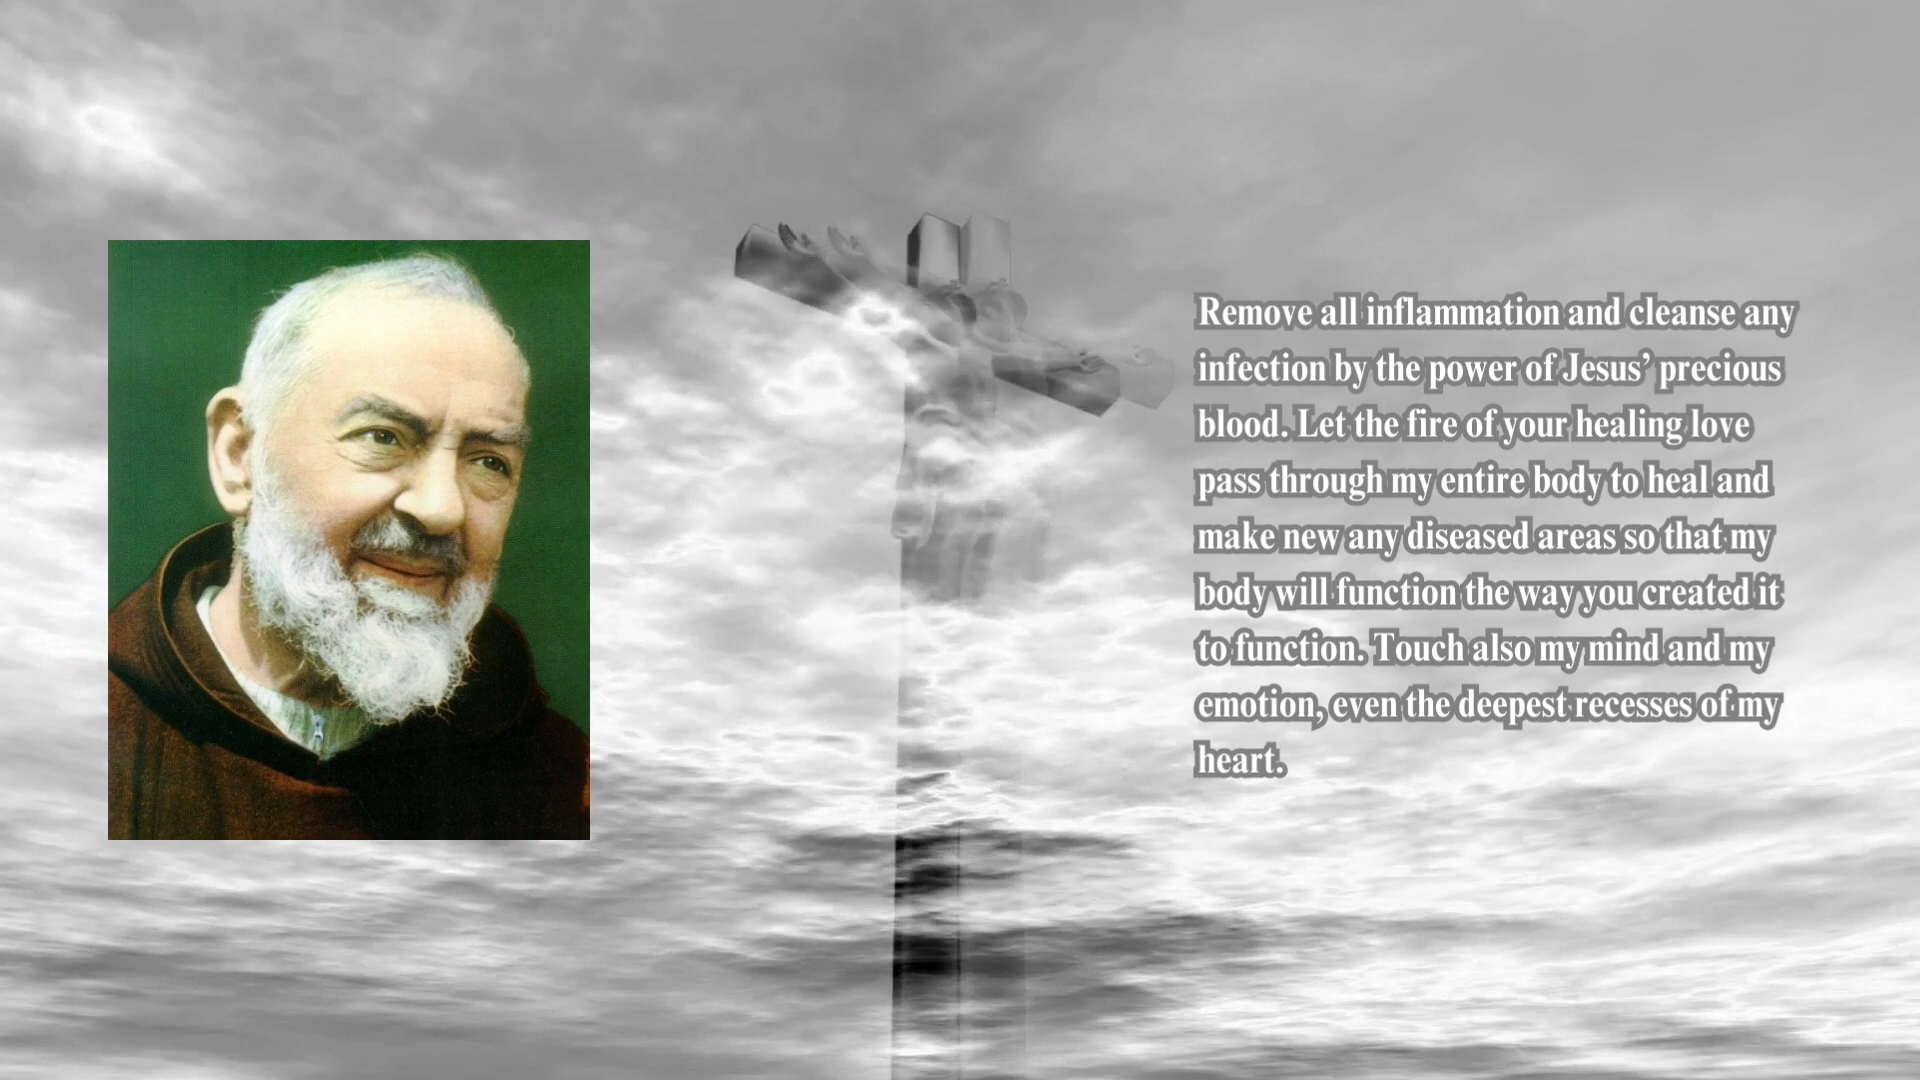 Remove all inflammation and cleanse any
infection by the power of Jesus’ precious
blood. Let the fire of your healing love
pass through my entire body to heal and
make new any diseased areas so that my
body will function the way you created it
to function. Touch also my mind and my
emotion, even the deepest recesses of my
heart.